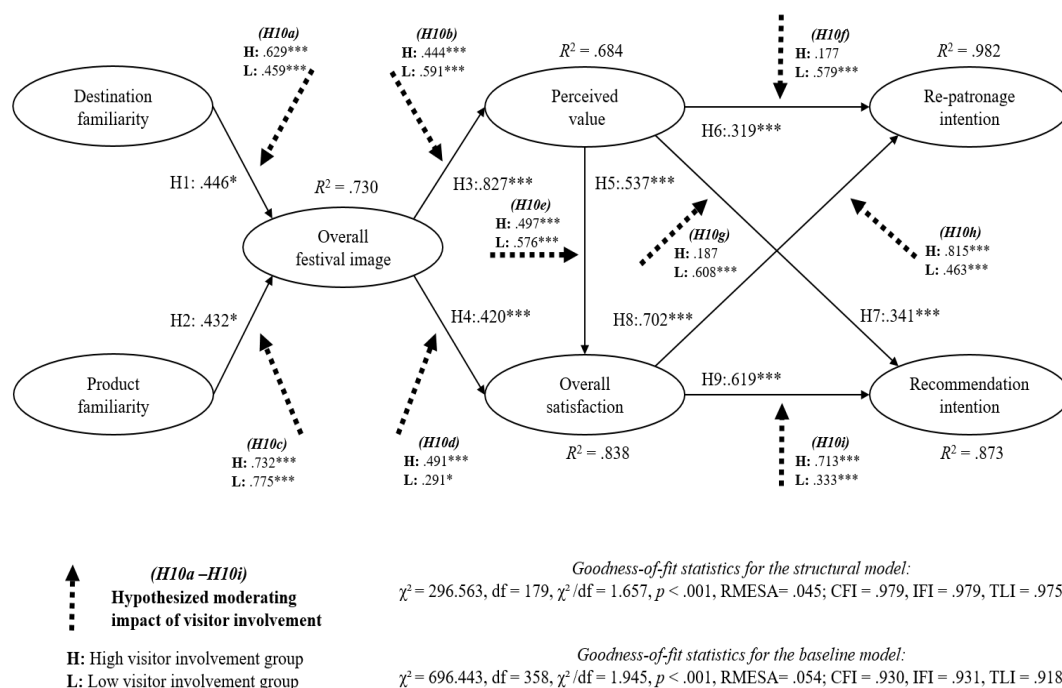 (H10a)
H: .629***
L: .459***
(H10b)
H: .444***
L: .591***
R² = .684
(H10f)
H: .177
L: .579***
R² = .982
Destination
familiarity
Perceived
value
Re-patronage
intention
H6:.319***
H1: .446*
R² = .730
H3:.827***
H5:.537***
(H10e)
H: .497***
L: .576***
Overall
festival image
(H10g)
H: .187
L: .608***
(H10h)
H: .815***
L: .463***
H2: .432*
H4:.420***
H8:.702***
H7:.341***
Product
familiarity
Overall
satisfaction
H9:.619***
Recommendation
intention
(H10c)
H: .732***
L: .775***
(H10d)
H: .491***
L: .291*
R² = .838
(H10i)
H: .713***
L: .333***
R² = .873
(H10a –H10i)
Hypothesized moderating
impact of visitor involvement
H: High visitor involvement group
L: Low visitor involvement group
Goodness-of-fit statistics for the structural model:
χ² = 296.563, df = 179, χ²/df = 1.657, p < .001, RMESA= .045; CFI = .979, IFI = .979, TLI = .975
Goodness-of-fit statistics for the baseline model:
χ² = 696.443, df = 358, χ²/df = 1.945, p < .001, RMESA= .054; CFI = .930, IFI = .931, TLI = .918